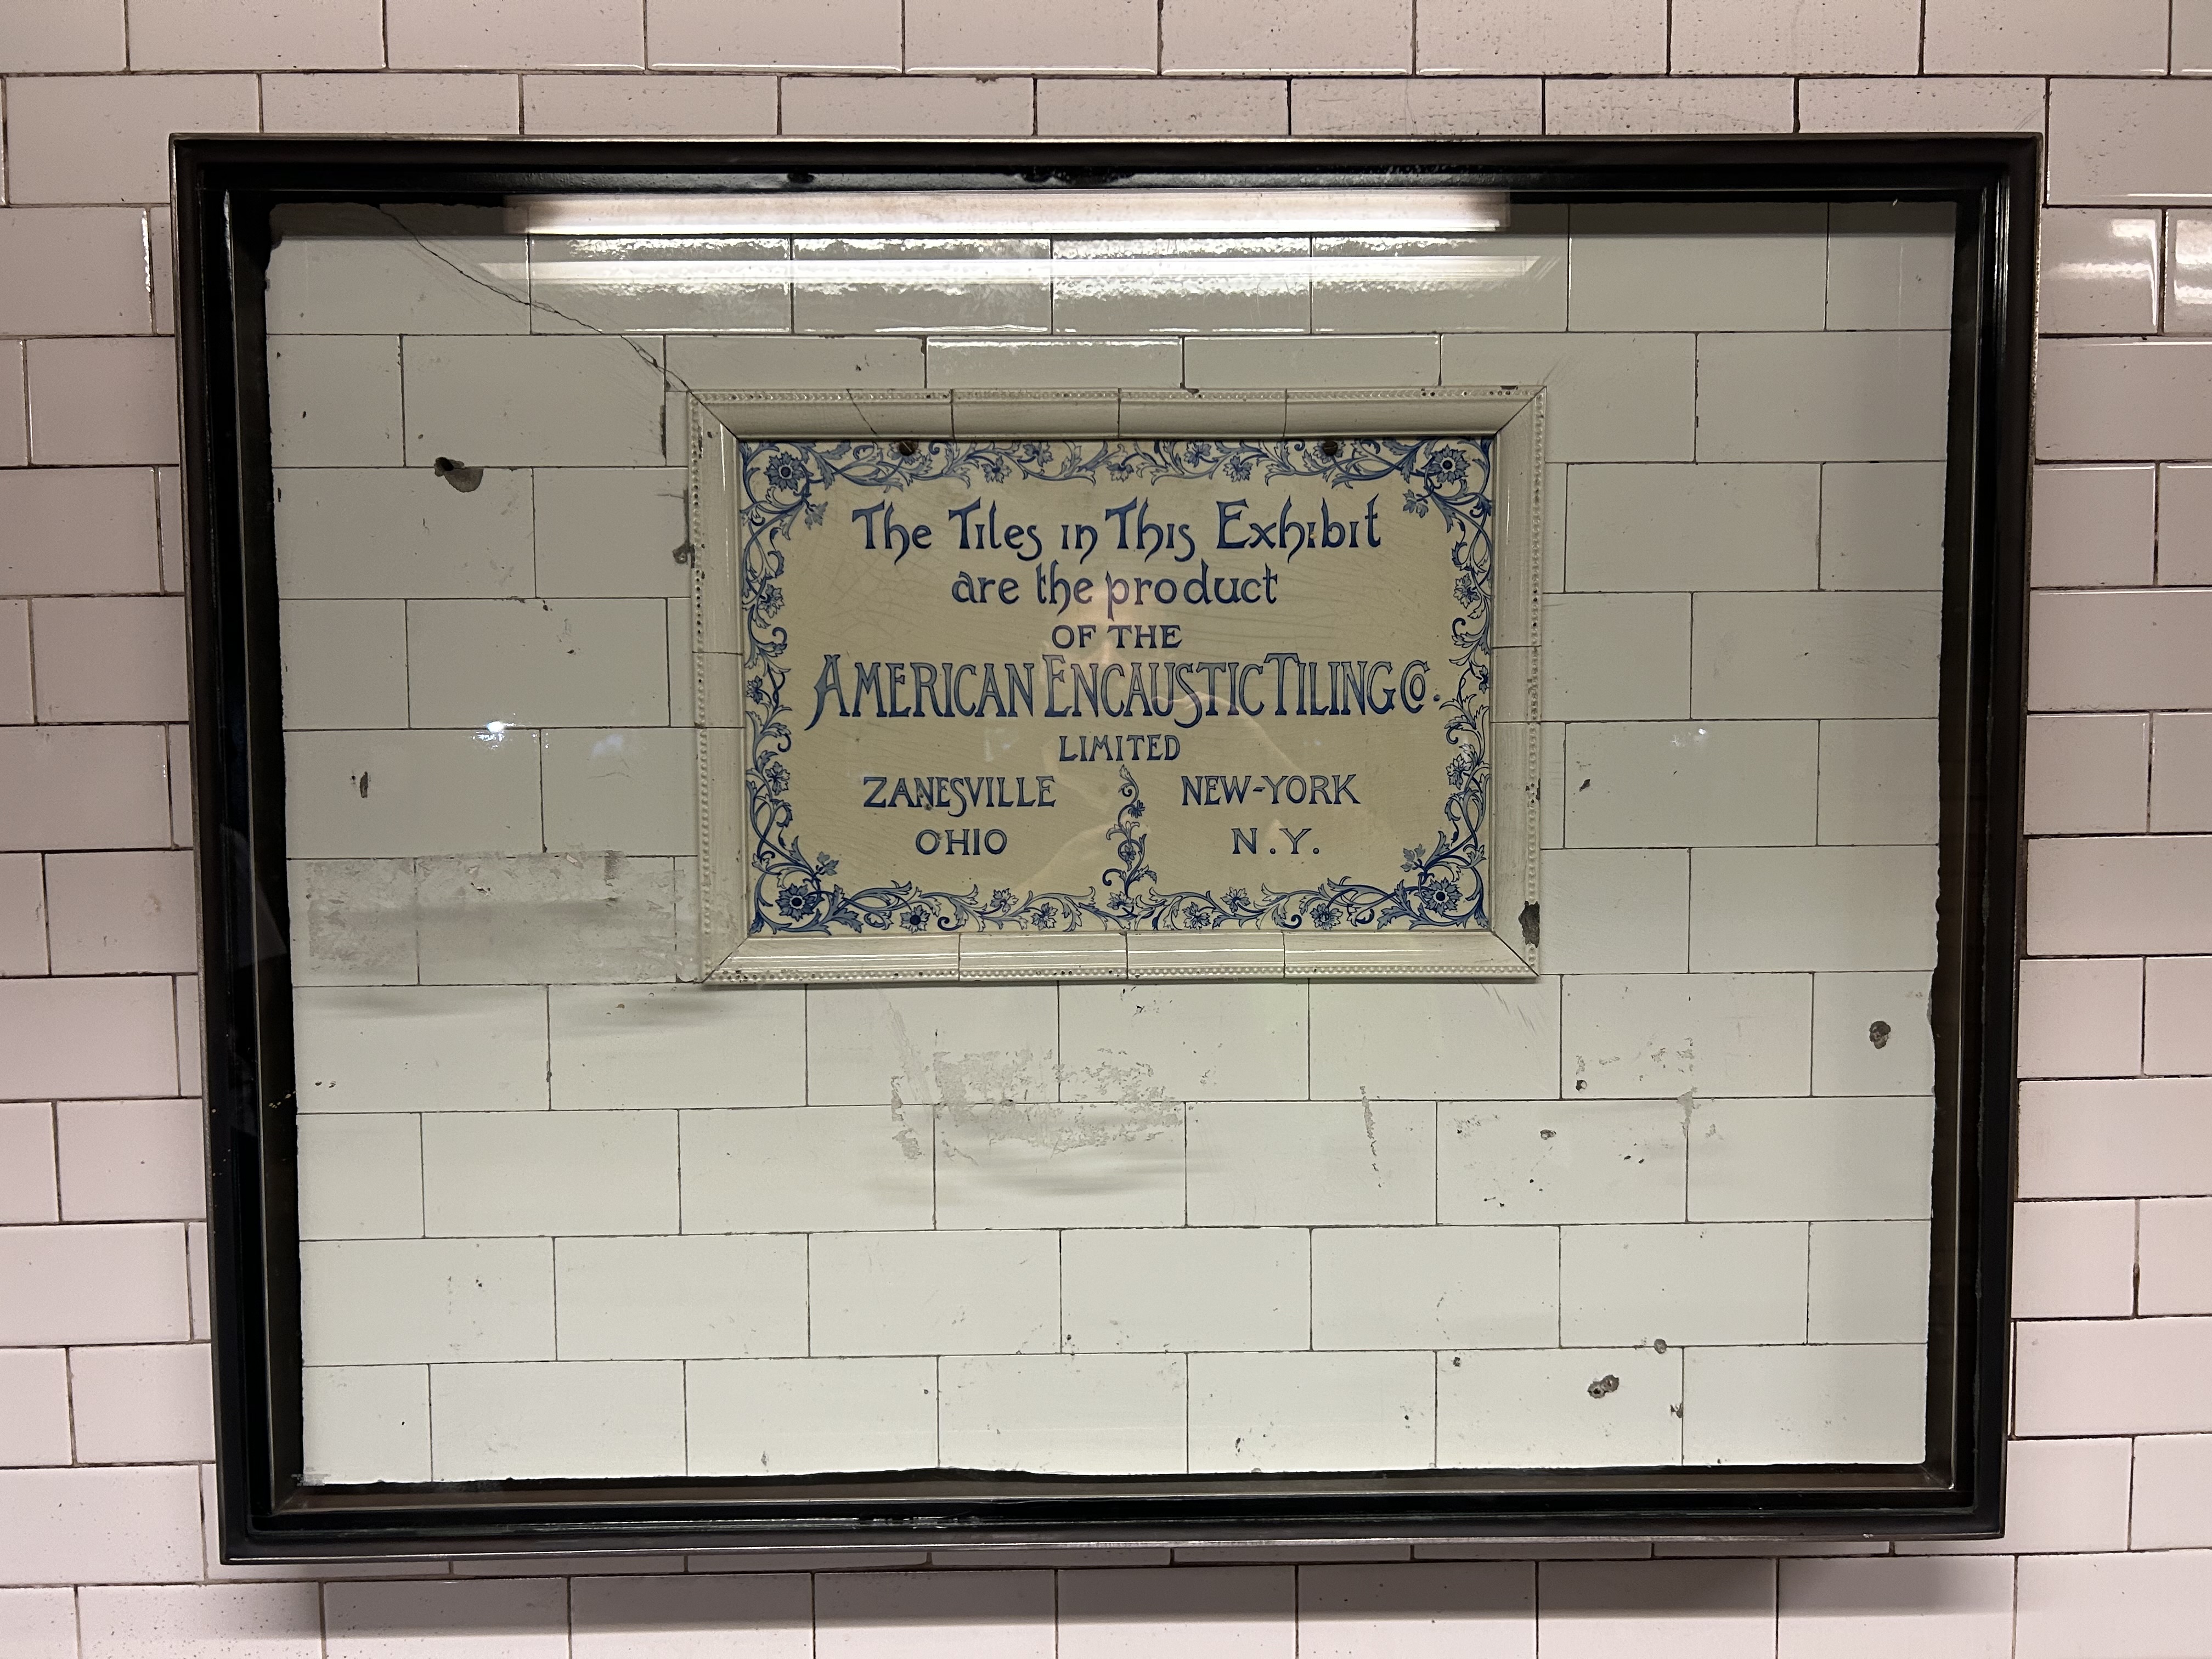 The Tiles in This Exhibit
are the product
OF THE
AMERICAN ENCAUSTIC TILING CO.
LIMITED
ZANESVILLE NEW-YORK
OHIO N.Y.